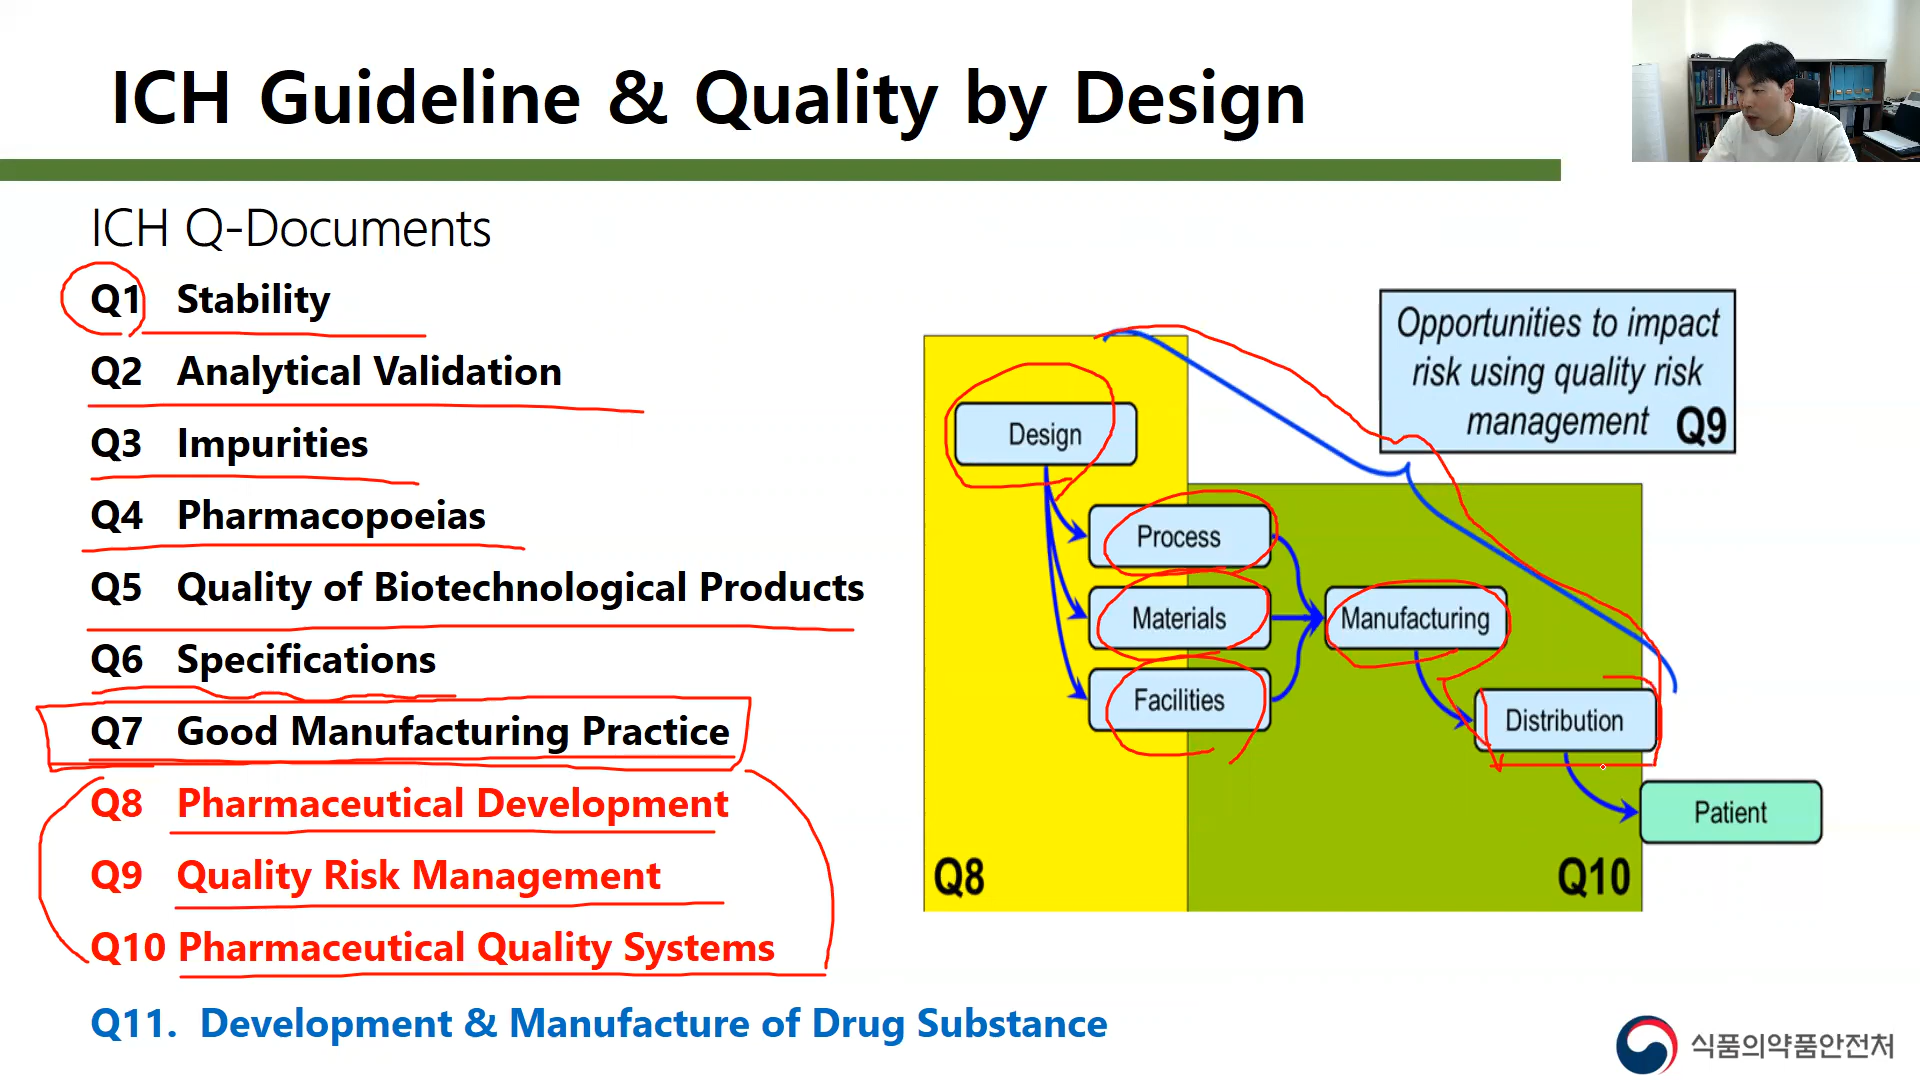 ICH Guideline & Quality by Design
ICH Q-Documents
Q1 Stability
Q2 Analytical Validation
Q3 Impurities
Q4 Pharmacopoeias
Q5 Quality of Biotechnological Products
Q6 Specifications
Q7 Good Manufacturing Practice
Q8 Pharmaceutical Development
Q9 Quality Risk Management
Q10 Pharmaceutical Quality Systems
Q11. Development & Manufacture of Drug Substance
Opportunities to impact
risk using quality risk
management Q9
Design
Process
Materials
Facilities
Manufacturing
Distribution
Patient
Q8
Q10
식품의약품안전처